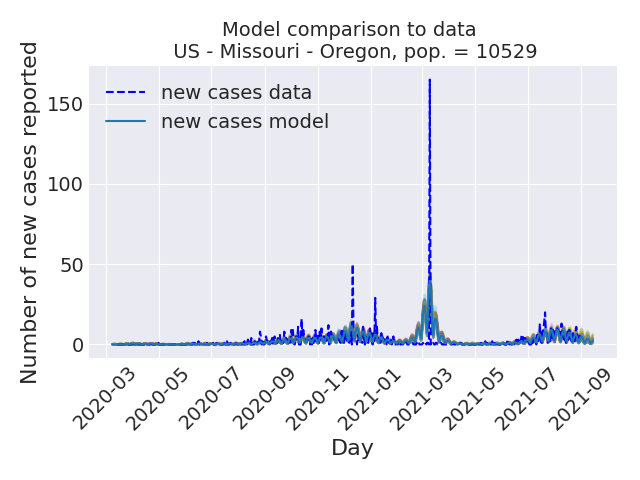 Model comparison to data
US - Missouri - Oregon, pop. = 10529
Number of new cases reported
150
100
50
0
new cases data
new cases model
2020-03
2020-05
2020-07
2020-09
2020-11
2021-01
2021-03
2021-05
2021-07
2021-09
Day